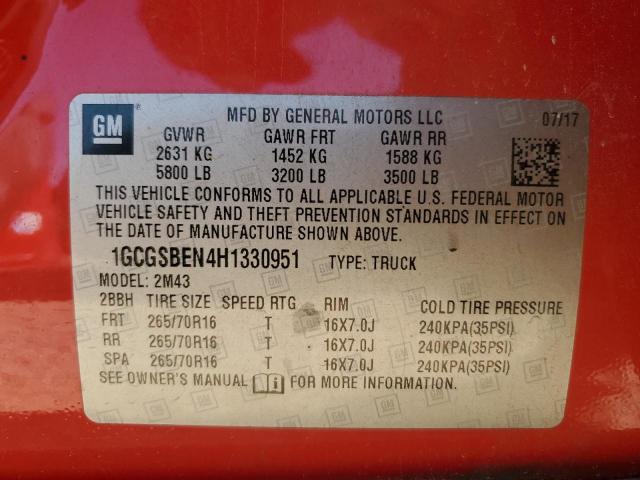 GM MFD BY GENERAL MOTORS LLC 07/17
GVWR GAWR FRT GAWR RR
2631 KG 1452 KG 1588 KG
5800 LB 3200 LB 3500 LB
THIS VEHICLE CONFORMS TO ALL APPLICABLE U.S. FEDERAL MOTOR
VEHICLE SAFETY AND THEFT PREVENTION STANDARDS IN EFFECT ON
THE DATE OF MANUFACTURE SHOWN ABOVE.
1GCGSBEN4H1330951 TYPE: TRUCK
MODEL: 2M43
2BBH TIRE SIZE SPEED RTG RIM COLD TIRE PRESSURE
FRT 265/70R16 T 16X7.0J 240KPA(35PSI)
RR 265/70R16 T 16X7.0J 240KPA(35PSI)
SPA 265/70R16 T 16X7.0J 240KPA(35PSI)
SEE OWNER'S MANUAL FOR MORE INFORMATION.